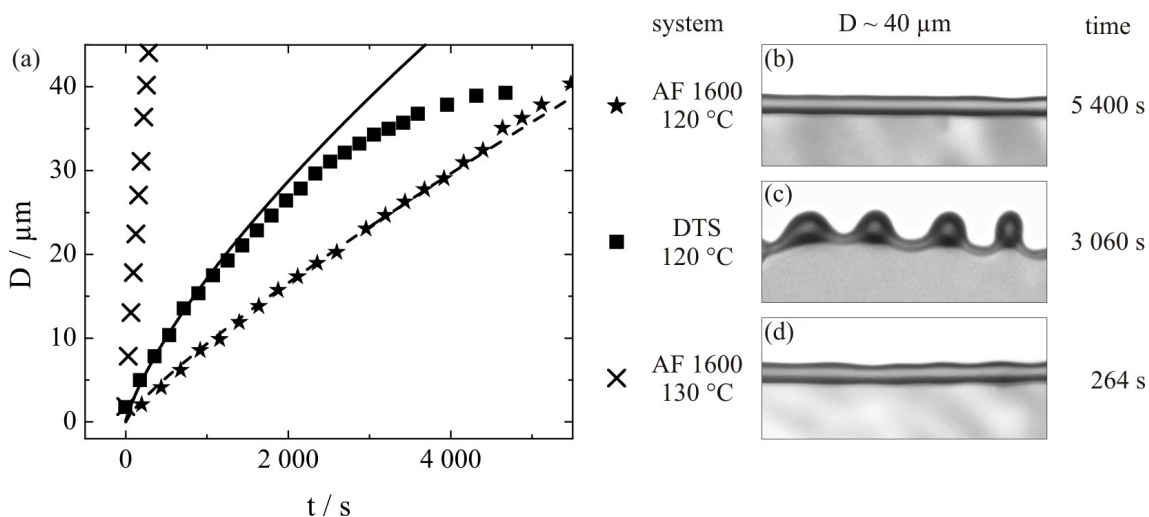 (a)
D / µm
40
30
20
10
0
0
2 000
4 000
t / s
system
D ~ 40 µm
time
AF 1600
120 °C
(b)
5 400 s
DTS
120 °C
(c)
3 060 s
AF 1600
130 °C
(d)
264 s